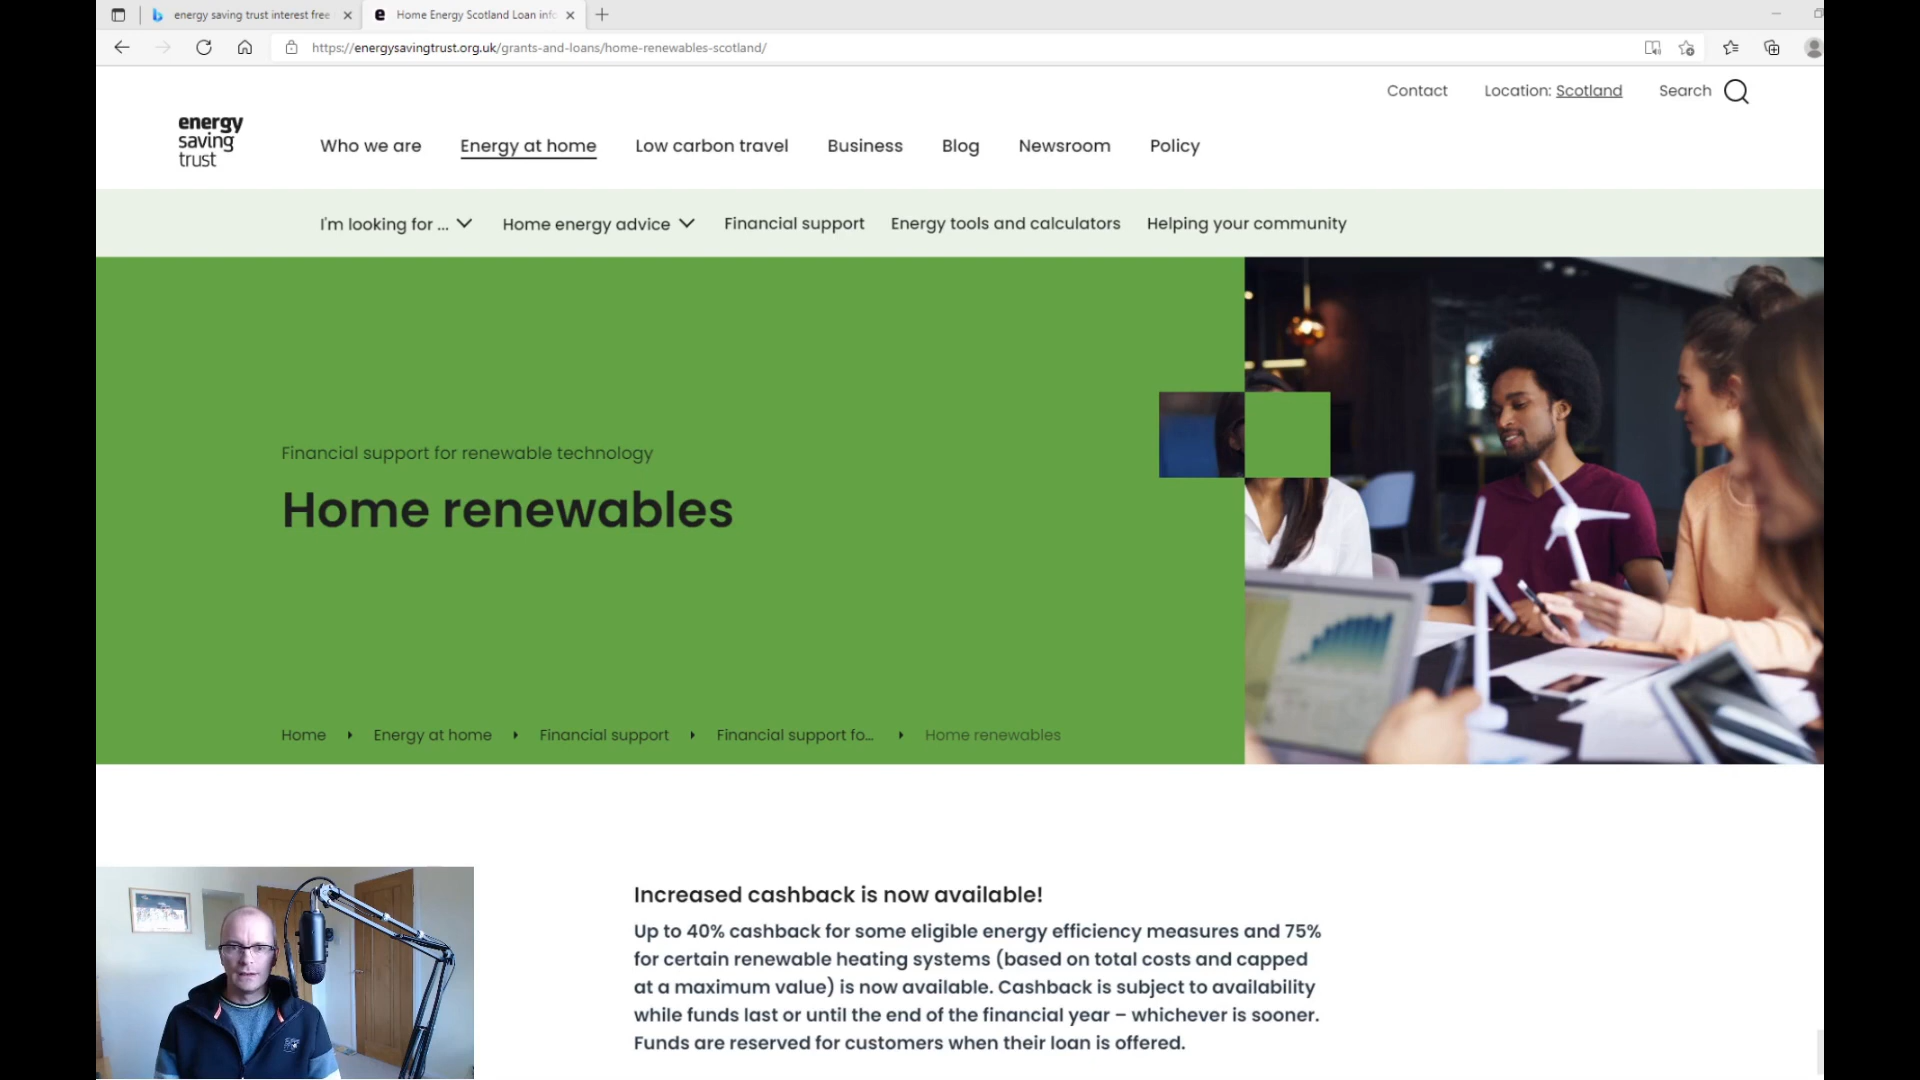 energy saving trust interest free
Home Energy Scotland Loan info
https://energysavingtrust.org.uk/grants-and-loans/home-renewables-scotland/
Contact
Location: Scotland
Search
energy
saving
trust
Who we are
Energy at home
Low carbon travel
Business
Blog
Newsroom
Policy
I'm looking for ...
Home energy advice
Financial support
Energy tools and calculators
Helping your community
Financial support for renewable technology
Home renewables
Home
Energy at home
Financial support
Financial support fo...
Home renewables
Increased cashback is now available!
Up to 40% cashback for some eligible energy efficiency measures and 75%
for certain renewable heating systems (based on total costs and capped
at a maximum value) is now available. Cashback is subject to availability
while funds last or until the end of the financial year – whichever is sooner.
Funds are reserved for customers when their loan is offered.